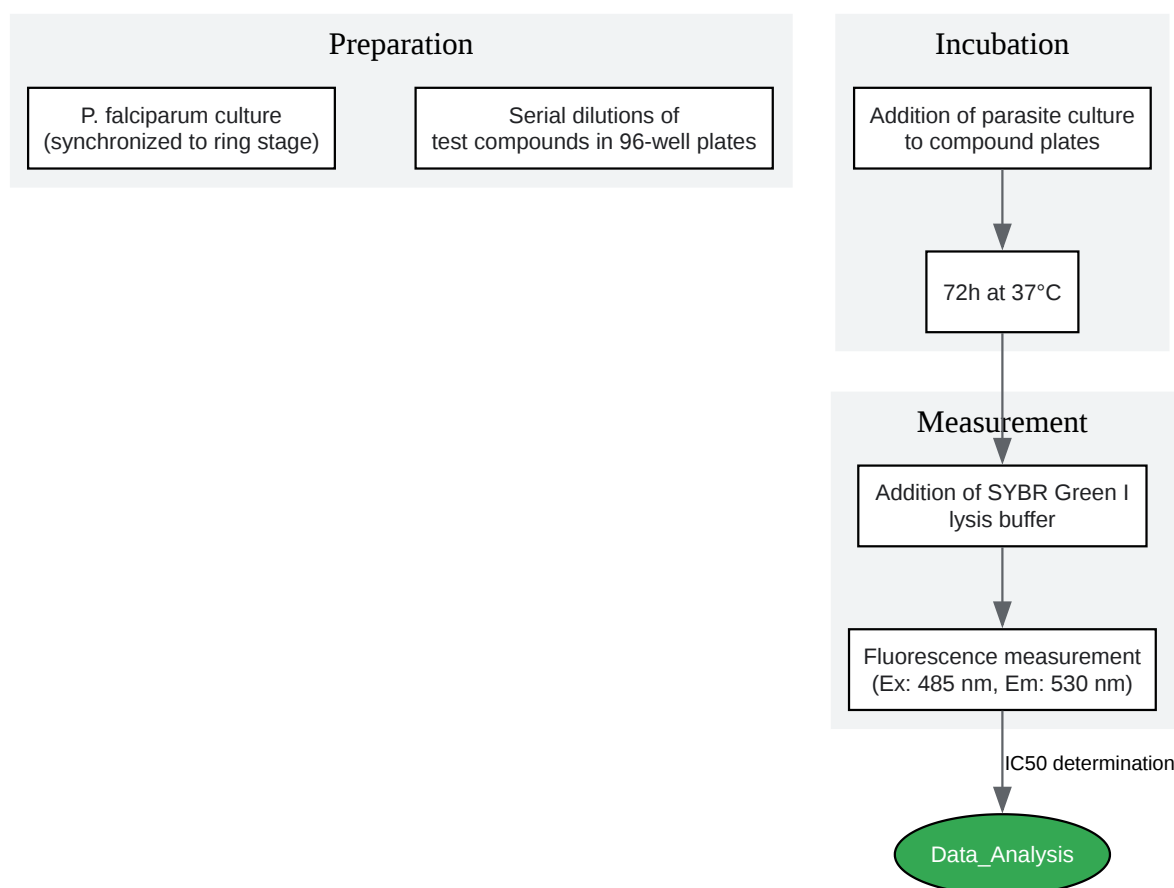 Preparation
P. falciparum culture
(synchronized to ring stage)
Serial dilutions of
test compounds in 96-well plates
Incubation
Addition of parasite culture
to compound plates
72h at 37°C
Measurement
Addition of SYBR Green I
lysis buffer
Fluorescence measurement
(Ex: 485 nm, Em: 530 nm)
IC50 determination
Data_Analysis